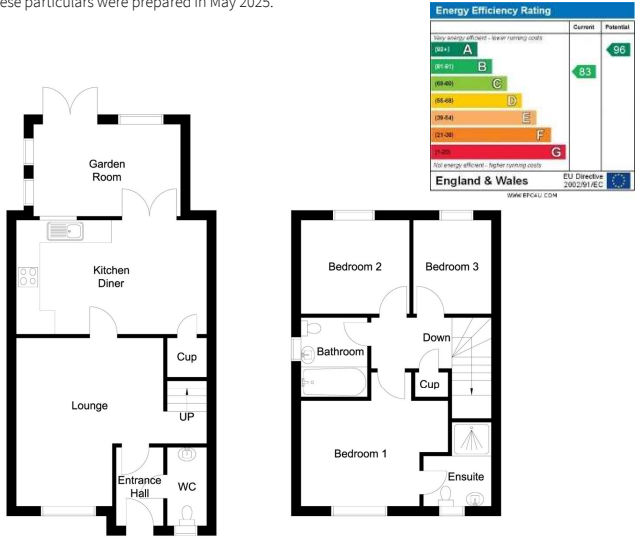 ese particulars were prepared in May 2025.
Energy Efficiency Rating
Current
Potential
Very energy efficient - lower running costs
(92+) A
(81-91) B
(69-80) C
(55-68) D
(39-54) E
(21-38) F
(1-20) G
83
96
Not energy efficient - higher running costs
England & Wales
EU Directive
2002/91/EC
WWW.EPC4U.COM
Garden
Room
Kitchen
Diner
Cup
Lounge
UP
Entrance
Hall
WC
Bedroom 2
Bedroom 3
Bathroom
Down
Cup
Bedroom 1
Ensuite